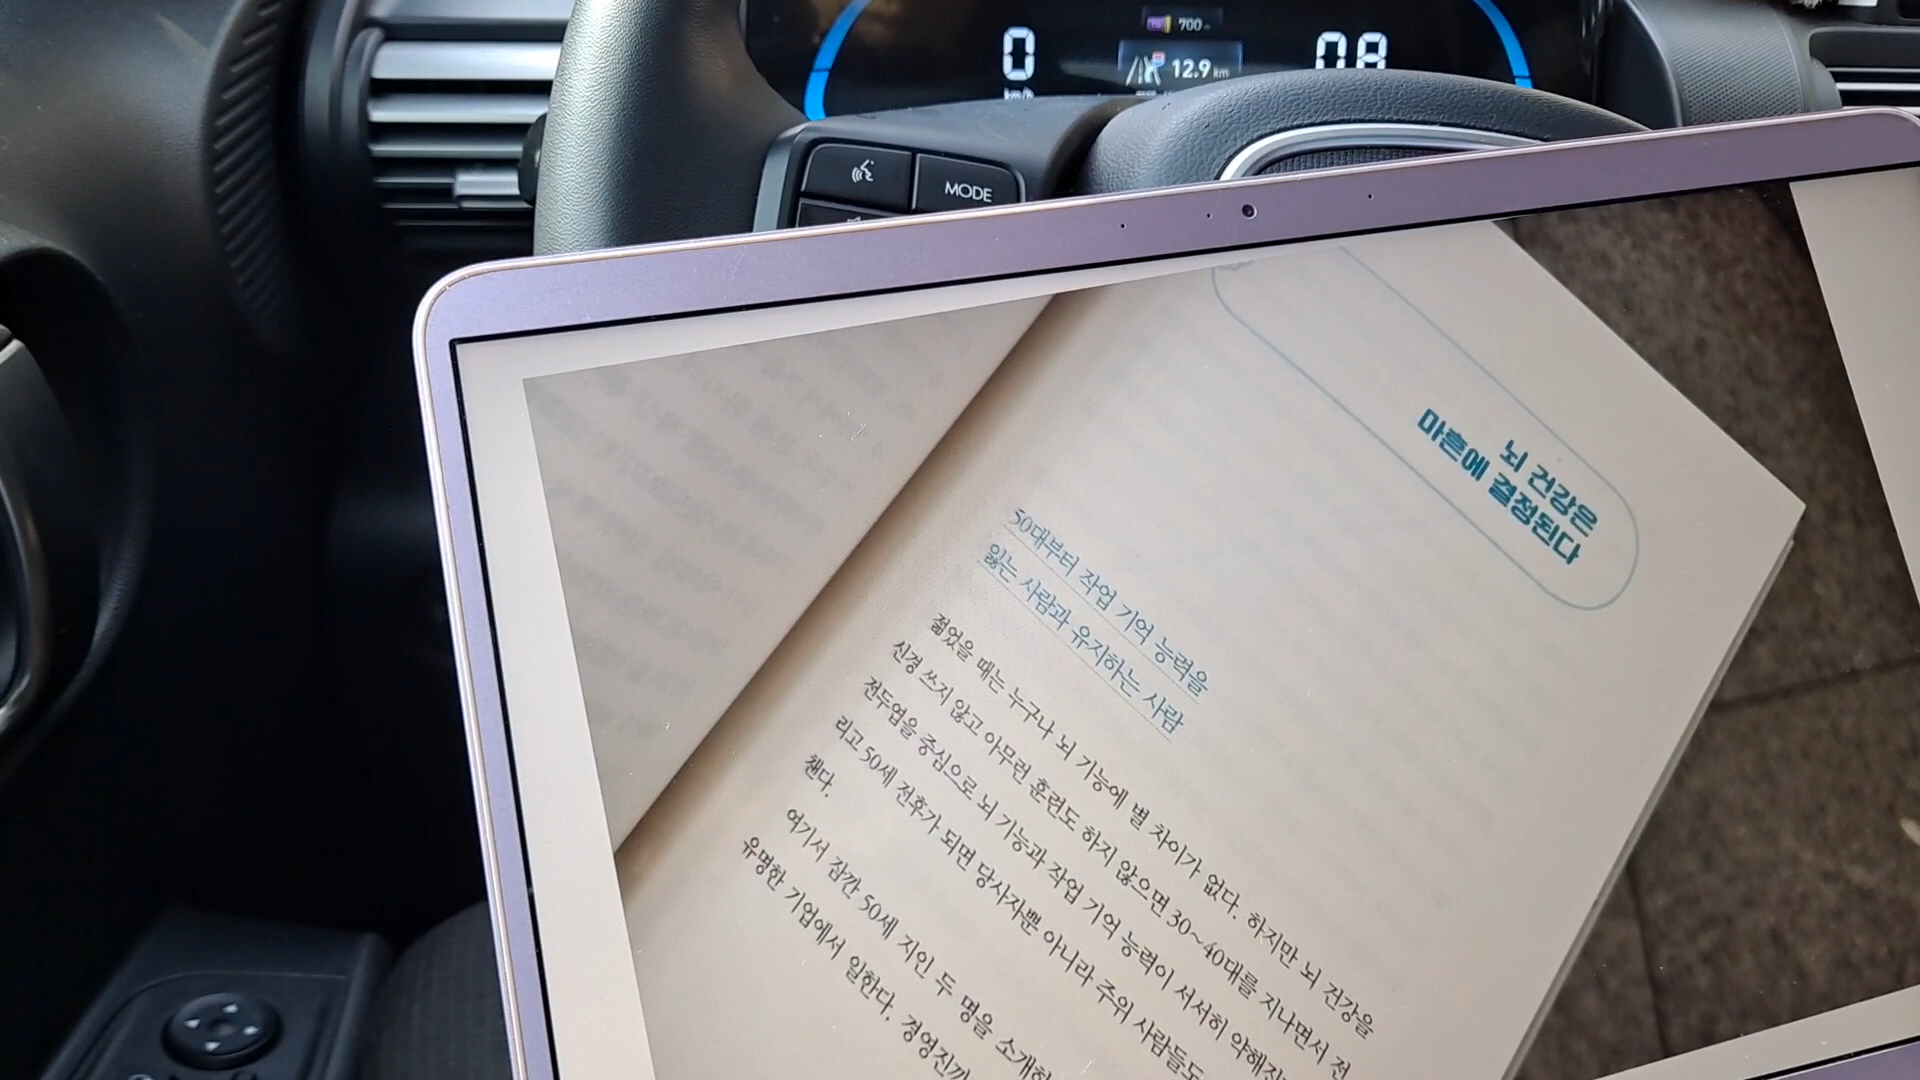 700 m
0
km/h
12.9 km
08
MODE
뇌 건강은
마흔에 결정된다
50대부터 작업 기억 능력을
잃는 사람과 유지하는 사람
젊었을 때는 누구나 뇌 기능에 별 차이가 없다. 하지만 뇌 건강을
신경 쓰지 않고 아무런 훈련도 하지 않으면 30~40대를 지나면서 전
전두엽을 중심으로 뇌 기능과 작업 기억 능력이 서서히 약해진
리고 50세 전후가 되면 당사자뿐 아니라 주위 사람들도
챈다.
여기서 잠깐 50세 지인 두 명을 소개하
유명한 기업에서 일한다. 경영진까